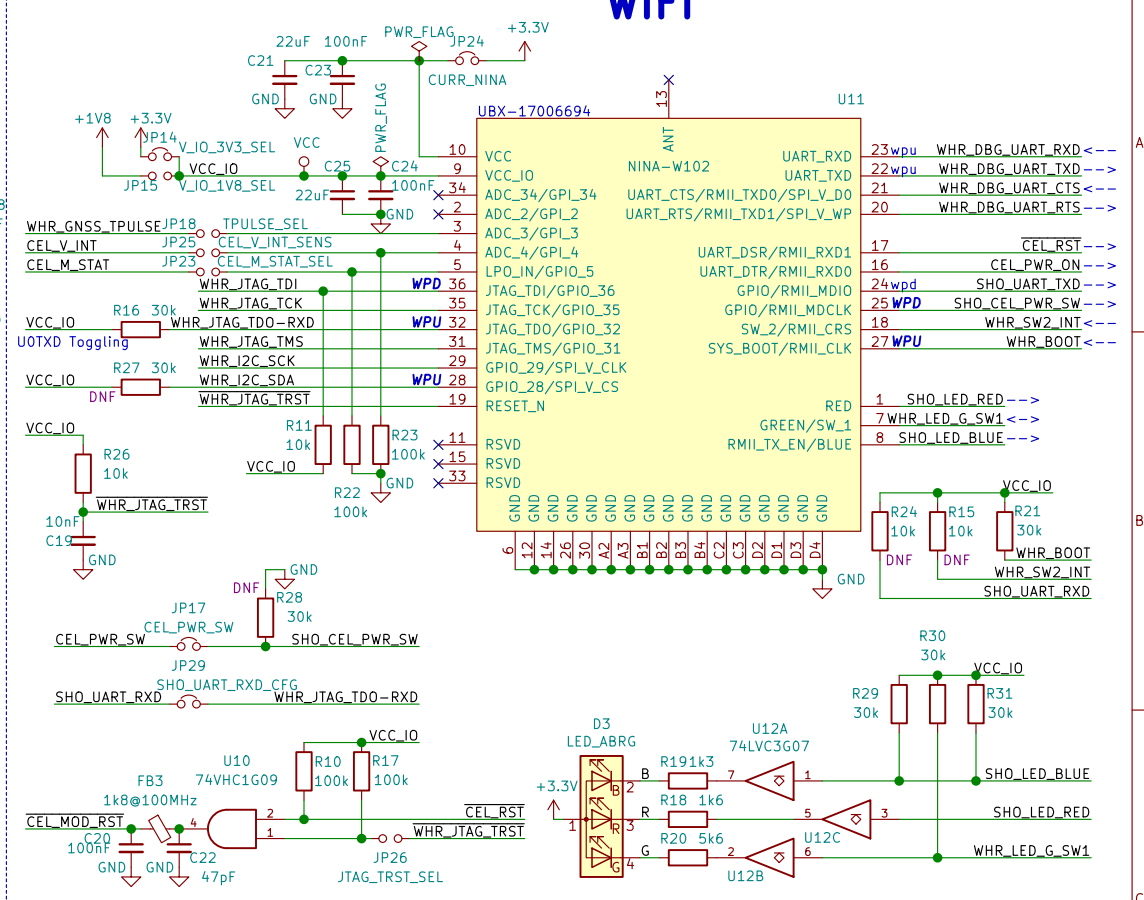 WIFI
PWR_FLAG
+3.3V
22uF 100nF
JP24
C21
C23
CURR_NINA
GND
GND
PWR_FLAG
UBX-17006694
U11
13
ANT
NINA-W102
+1V8
+3.3V
JP14
V_IO_3V3_SEL
VCC
VCC_IO
JP15
V_IO_1V8_SEL
C25
C24
22uF
100nF
GND
WHR_GNSS_TPULSE
JP18
TPULSE_SEL
CEL_V_INT
JP25
CEL_V_INT_SENS
CEL_M_STAT
JP23
CEL_M_STAT_SEL
WHR_JTAG_TDI
WPD
WHR_JTAG_TCK
R16 30k
VCC_IO
WHR_JTAG_TDO-RXD
WPU
U0TXD Toggling
WHR_JTAG_TMS
WHR_I2C_SCK
R27 30k
VCC_IO
WHR_I2C_SDA
WPU
DNF
WHR_JTAG_TRST
10 VCC
9 VCC_IO
34 ADC_34/GPI_34
2 ADC_2/GPI_2
3 ADC_3/GPI_3
4 ADC_4/GPI_4
5 LPO_IN/GPIO_5
36 JTAG_TDI/GPIO_36
35 JTAG_TCK/GPIO_35
32 JTAG_TDO/GPIO_32
31 JTAG_TMS/GPIO_31
29 GPIO_29/SPI_V_CLK
28 GPIO_28/SPI_V_CS
19 RESET_N
11 RSVD
15 RSVD
33 RSVD
UART_RXD 23 wpu WHR_DBG_UART_RXD <--
UART_TXD 22 wpu WHR_DBG_UART_TXD -->
UART_CTS/RMII_TXD0/SPI_V_DO 21 WHR_DBG_UART_CTS <--
UART_RTS/RMII_TXD1/SPI_V_WP 20 WHR_DBG_UART_RTS -->
UART_DSR/RMII_RXD1 17 CEL_RST -->
UART_DTR/RMII_RXD0 16 CEL_PWR_ON -->
GPIO/RMII_MDIO 24 wpd SHO_UART_TXD -->
GPIO/RMII_MDCLK 25 WPD SHO_CEL_PWR_SW -->
SW_2/RMII_CRS 18 WHR_SW2_INT <--
SYS_BOOT/RMII_CLK 27 WPU WHR_BOOT <--
RED 1 SHO_LED_RED -->
GREEN/SW_1 7 WHR_LED_G_SW1 <->
RMII_TX_EN/BLUE 8 SHO_LED_BLUE -->
GND GND GND GND GND GND GND GND GND GND GND GND GND GND GND GND GND
6 12 14 26 30 A2 A3 B1 B2 B3 B4 C2 C3 D2 D1 D3 D4
GND
VCC_IO
R26
10k
WHR_JTAG_TRST
10nF
C19
GND
R11
10k
VCC_IO
R23
100k
R22
100k
GND
VCC_IO
R24
10k
DNF
R15
10k
DNF
R21
30k
WHR_BOOT
WHR_SW2_INT
SHO_UART_RXD
GND
DNF
R28
30k
JP17
CEL_PWR_SW
CEL_PWR_SW
SHO_CEL_PWR_SW
JP29
SHO_UART_RXD_CFG
SHO_UART_RXD
WHR_JTAG_TDO-RXD
VCC_IO
R10
100k
R17
100k
U10
74VHC1G09
FB3
1k8@100MHz
CEL_MOD_RST
4
2
1
CEL_RST
WHR_JTAG_TRST
C20
100nF
C22
47pF
GND
GND
JP26
JTAG_TRST_SEL
R30
30k
VCC_IO
R29
30k
R31
30k
D3
LED_ABRG
U12A
74LVC3G07
+3.3V
1
B
2
B
R19 1k3
7
1
SHO_LED_BLUE
R
3
R
R18 1k6
5
3
SHO_LED_RED
U12C
G
4
G
R20 5k6
2
6
WHR_LED_G_SW1
U12B
A
B
C